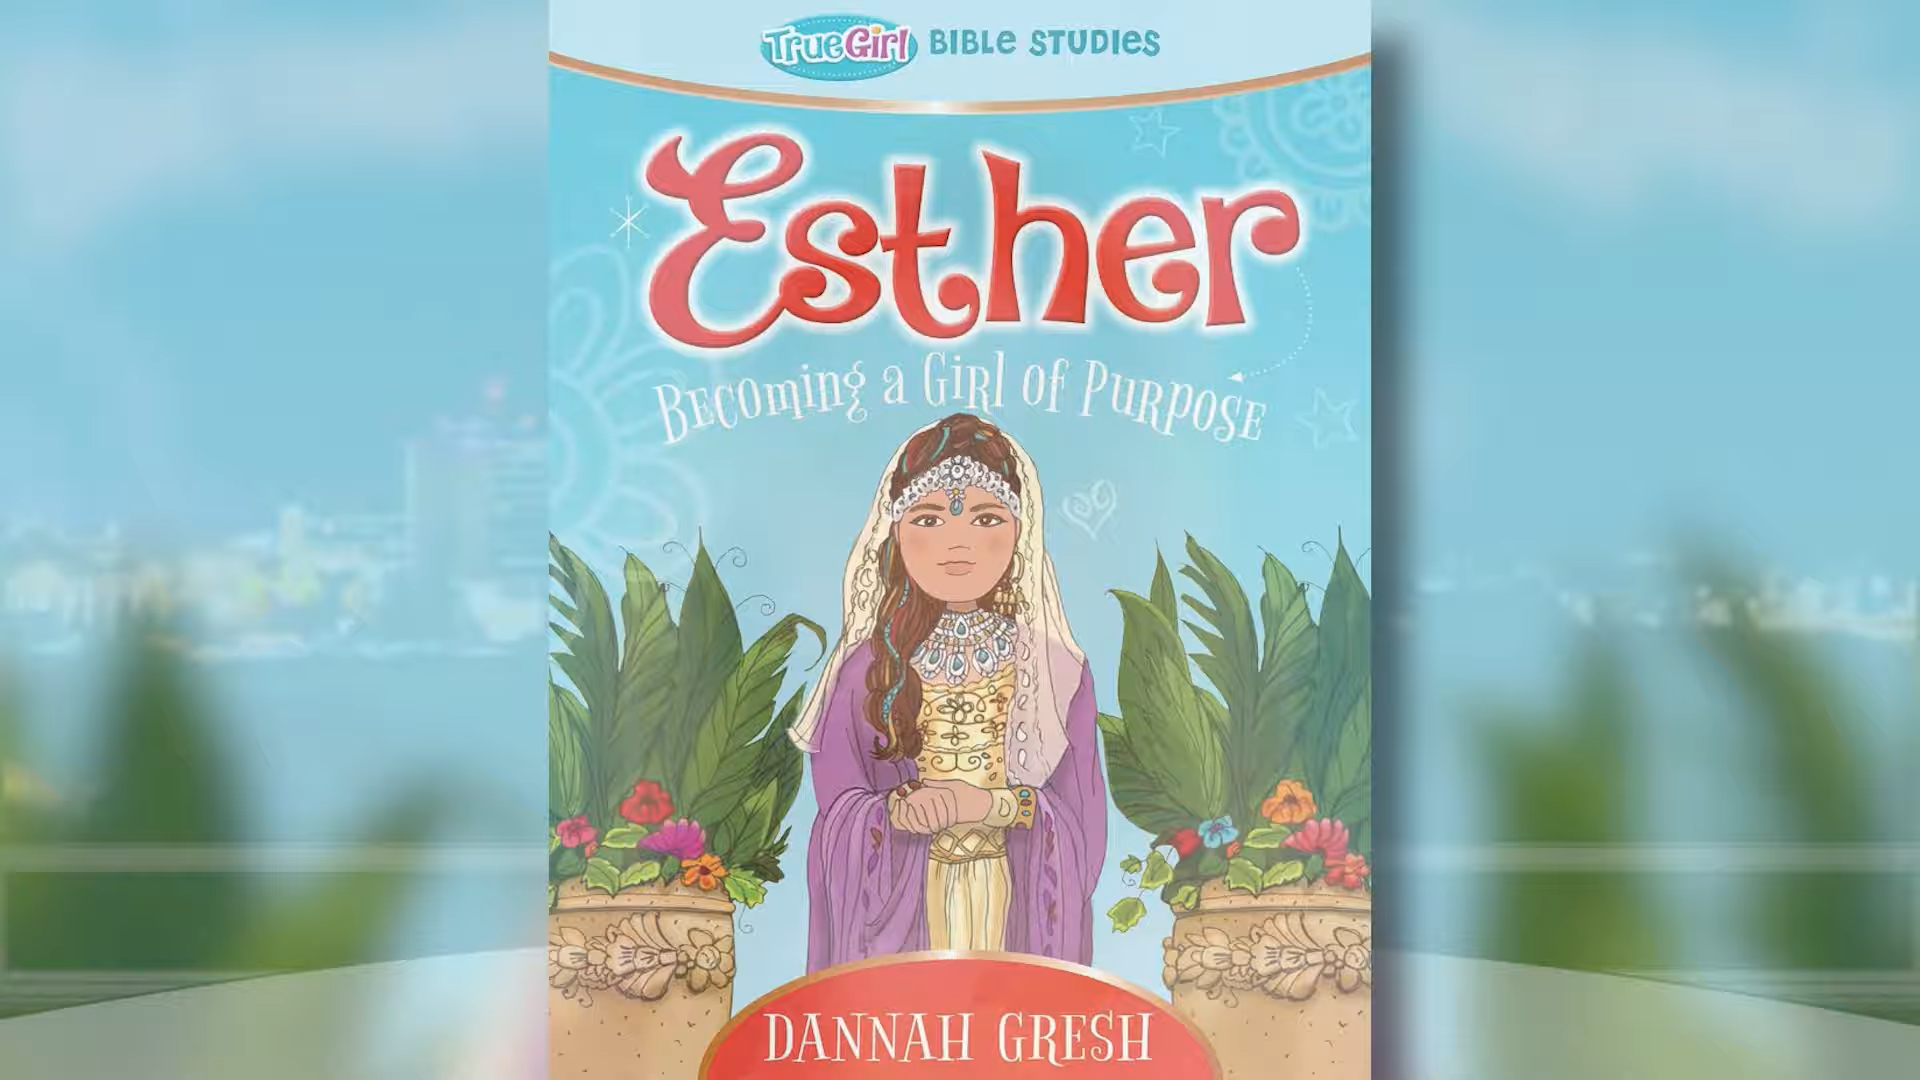 TrueGirl BIBLE STUDIES
Esther
Becoming a Girl of Purpose
DANNAH GRESH